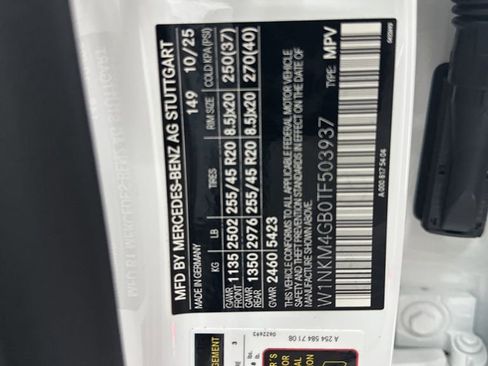 MFD BY MERCEDES-BENZ AG STUTTGART
MADE IN GERMANY 149 10/25
KG LB TIRES RIM SIZE COLD KPA(PSI)
GAWR FRONT 1135 2502 255/45 R20 8.5jx20 250(37)
GAWR REAR 1350 2976 255/45 R20 8.5jx20 270(40)
GVWR 2460 5423
THIS VEHICLE CONFORMS TO ALL APPLICABLE FEDERAL MOTOR VEHICLE
SAFETY AND THEFT PREVENTION STANDARDS IN EFFECT ON THE DATE OF
MANUFACTURE SHOWN ABOVE.
W1NKM4GB0TF503937 TYPE: MPV
A 000 817 54 04
A 254 584 71 08